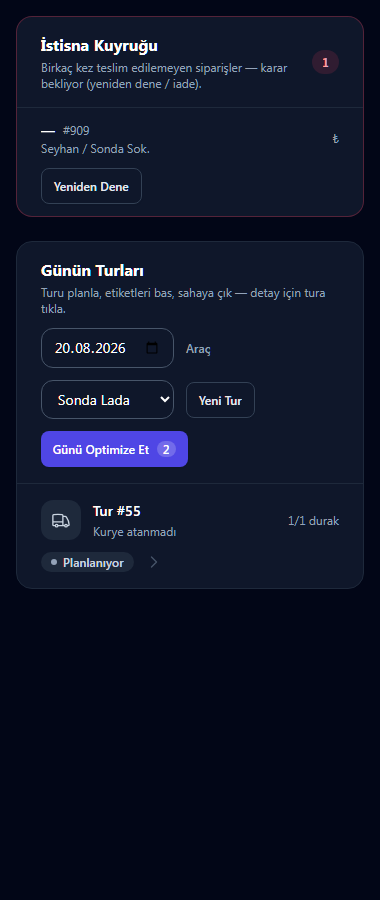 İstisna Kuyruğu
Birkaç kez teslim edilemeyen siparişler — karar
bekliyor (yeniden dene / iade).
1
— #909
Seyhan / Sonda Sok.
₺
Yeniden Dene
Günün Turları
Turu planla, etiketleri bas, sahaya çık — detay için tura
tıkla.
20.08.2026
Araç
Sonda Lada
Yeni Tur
Günü Optimize Et 2
Tur #55
Kurye atanmadı
1/1 durak
Planlanıyor